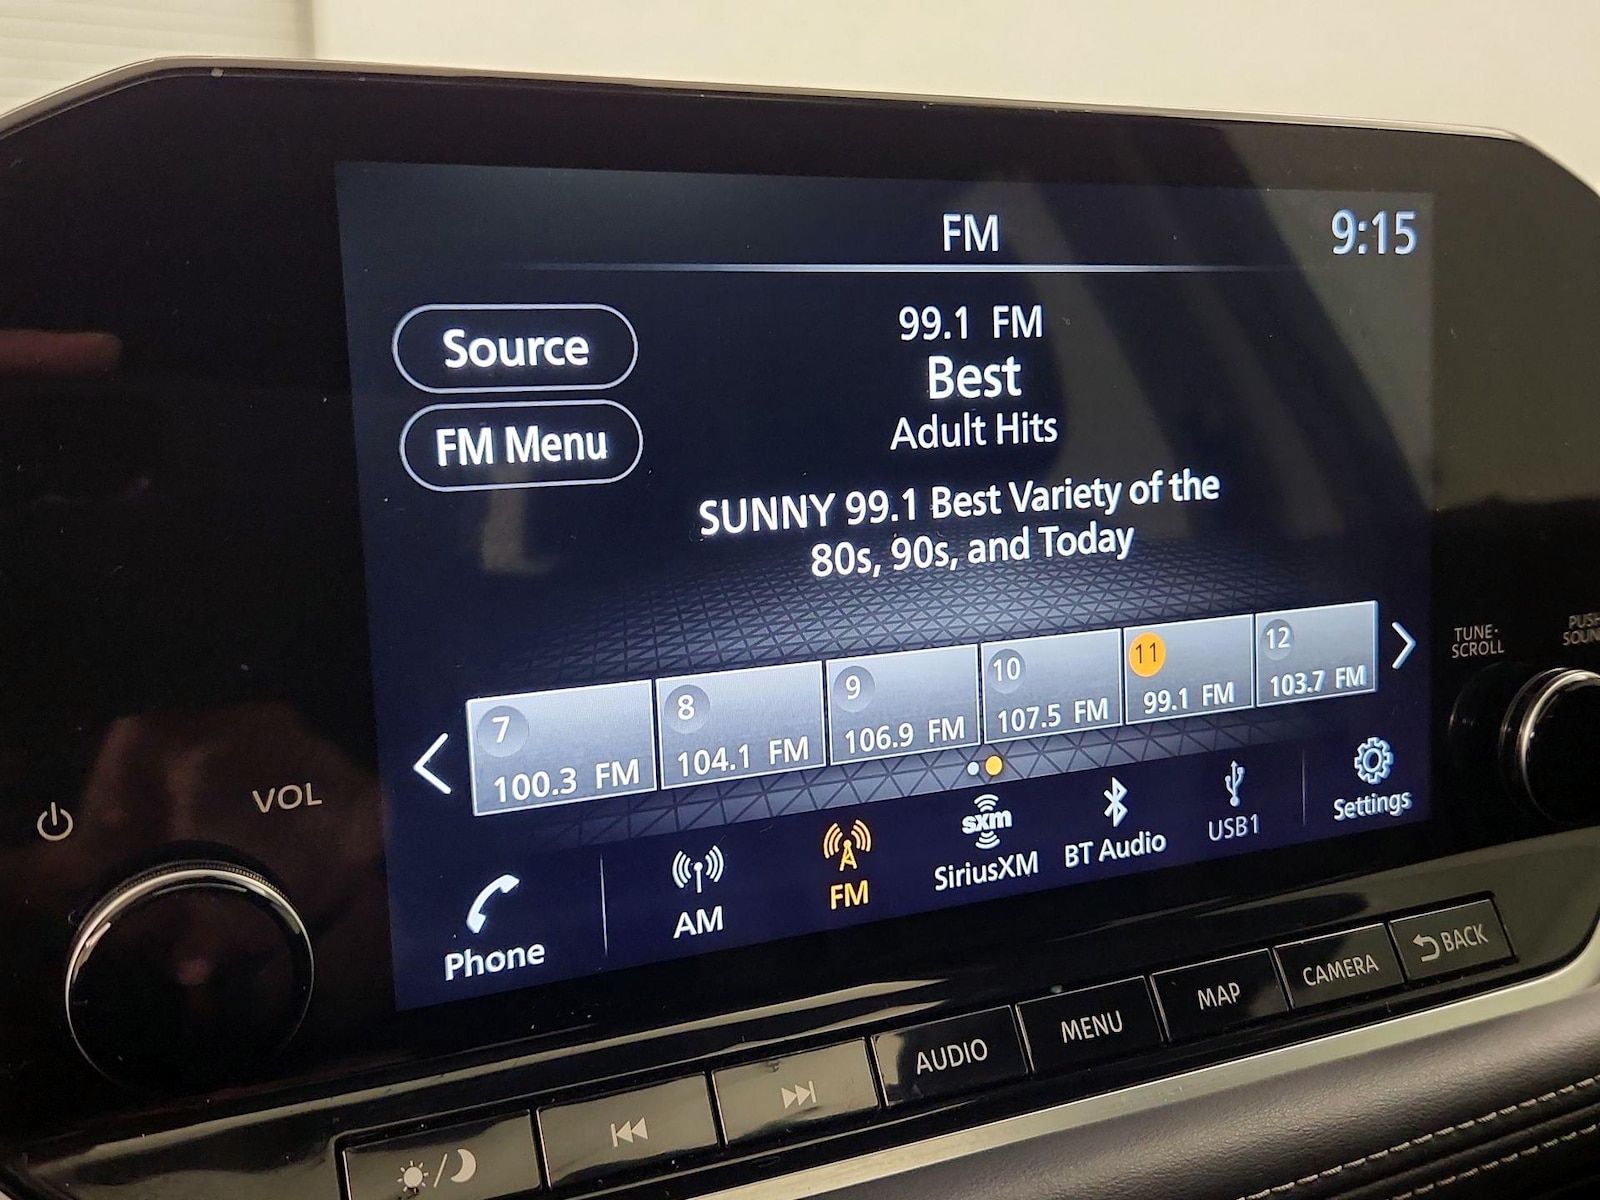 FM
9:15
Source
99.1 FM
Best
FM Menu
Adult Hits
SUNNY 99.1 Best Variety of the
80s, 90s, and Today
7
100.3 FM
8
104.1 FM
9
106.9 FM
10
107.5 FM
11
99.1 FM
12
103.7 FM
TUNE·
SCROLL
PUSH
VOL
Phone
AM
FM
sxm
SiriusXM
BT Audio
USB1
Settings
AUDIO
MENU
MAP
CAMERA
BACK